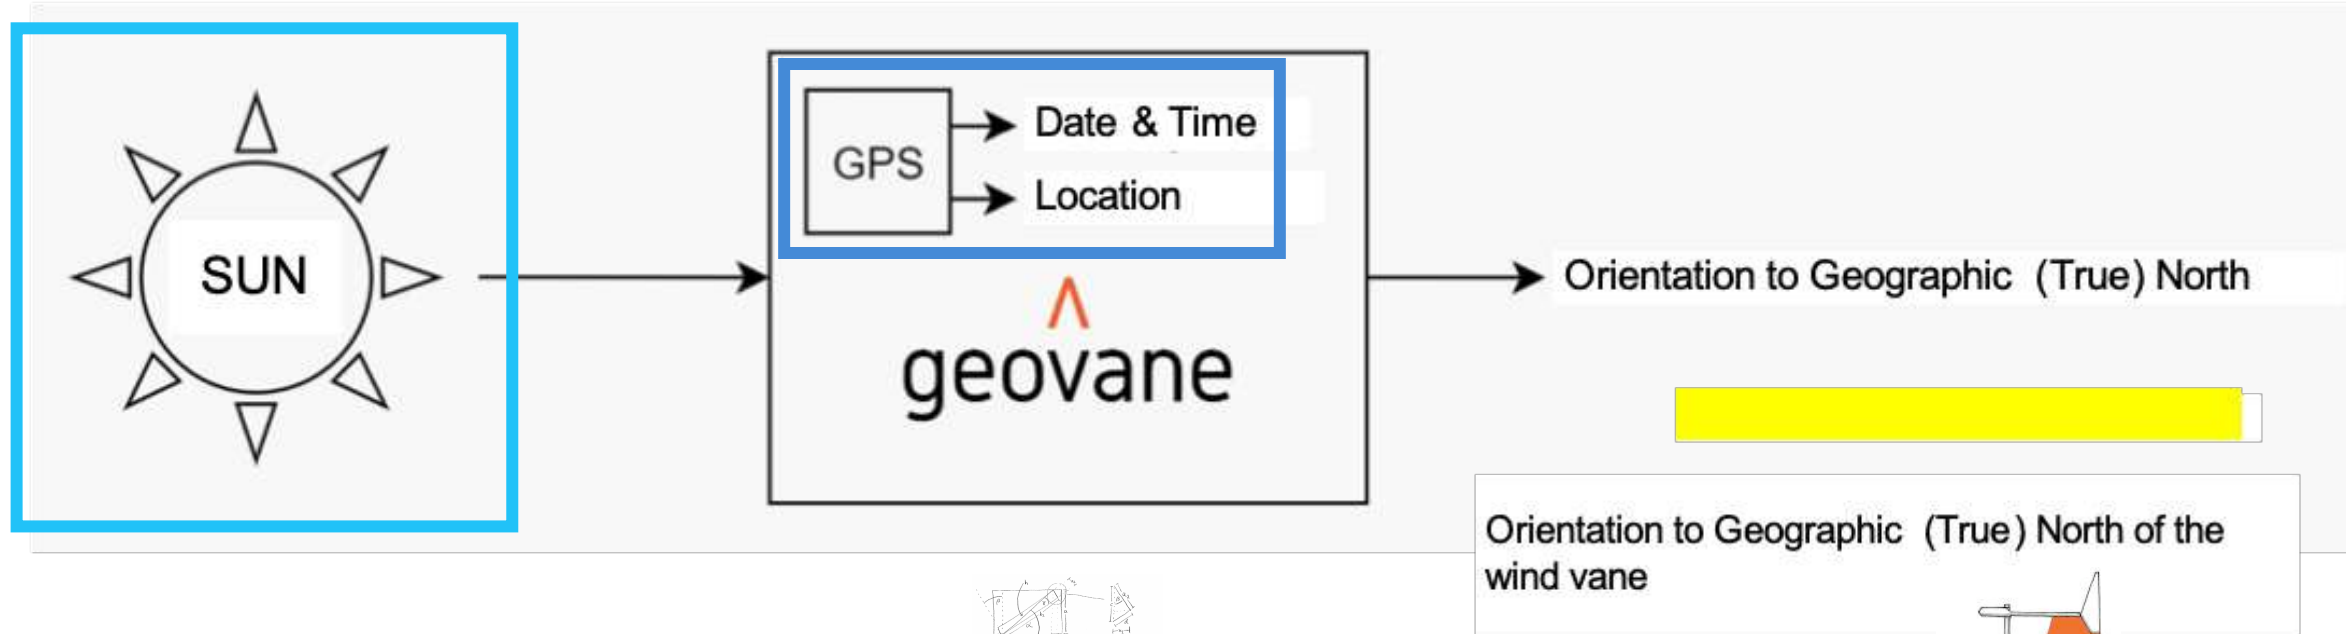 SUN
GPS
Date & Time
Location
geovane
Orientation to Geographic (True) North
Orientation to Geographic (True) North of the
wind vane